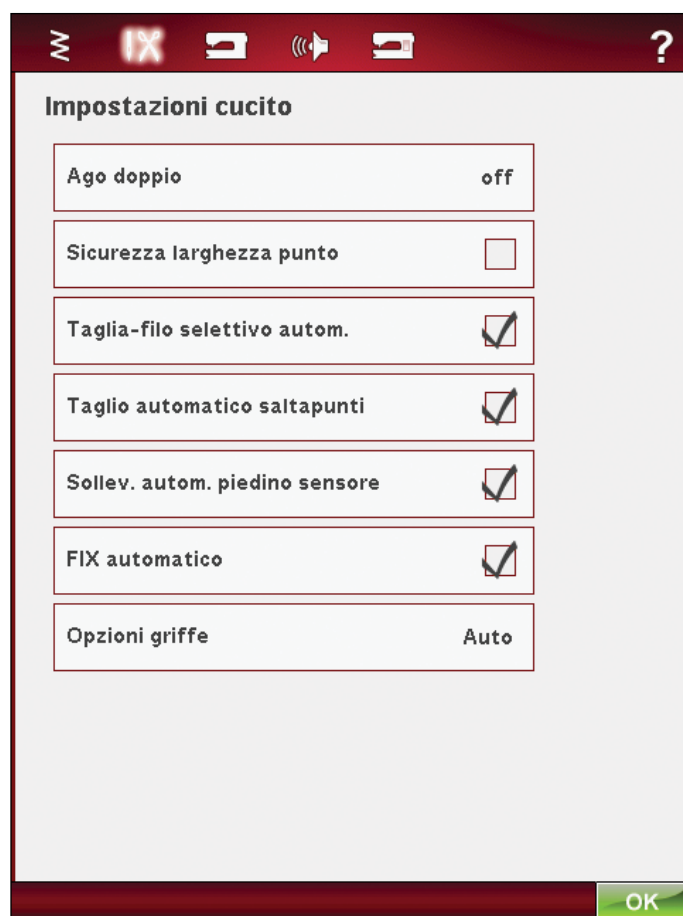 ?
Impostazioni cucito
Ago doppio off
Sicurezza larghezza punto
Taglia-filo selettivo autom.
Taglio automatico saltapunti
Sollev. autom. piedino sensore
FIX automatico
Opzioni griffe Auto
OK